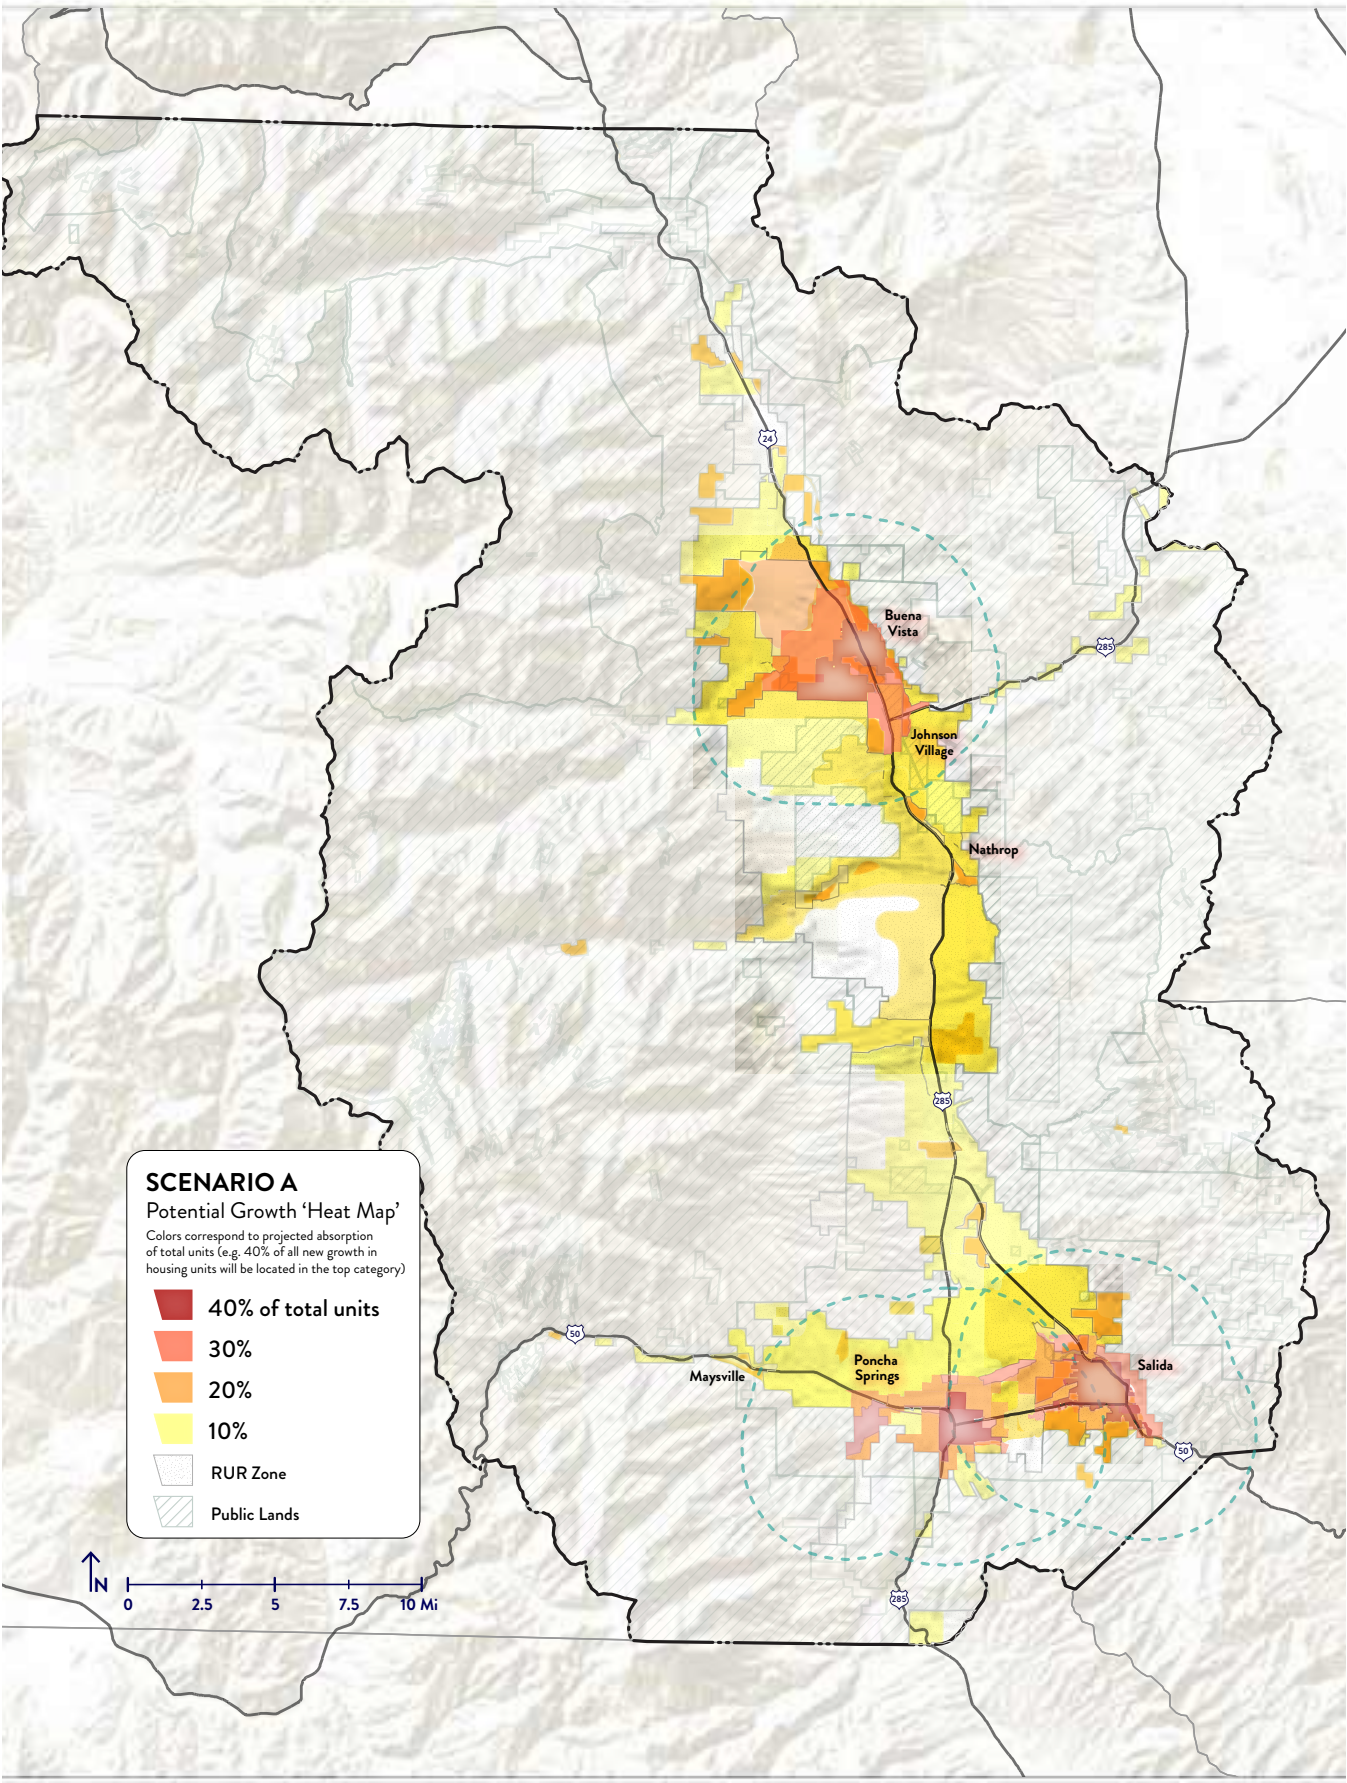 24
Buena
Vista
285
Johnson
Village
Nathrop
285
50
Maysville
Poncha
Springs
Salida
50
285
SCENARIO A
Potential Growth ‘Heat Map’
Colors correspond to projected absorption
of total units (e.g. 40% of all new growth in
housing units will be located in the top category)
40% of total units
30%
20%
10%
RUR Zone
Public Lands
N
0 2.5 5 7.5 10 Mi